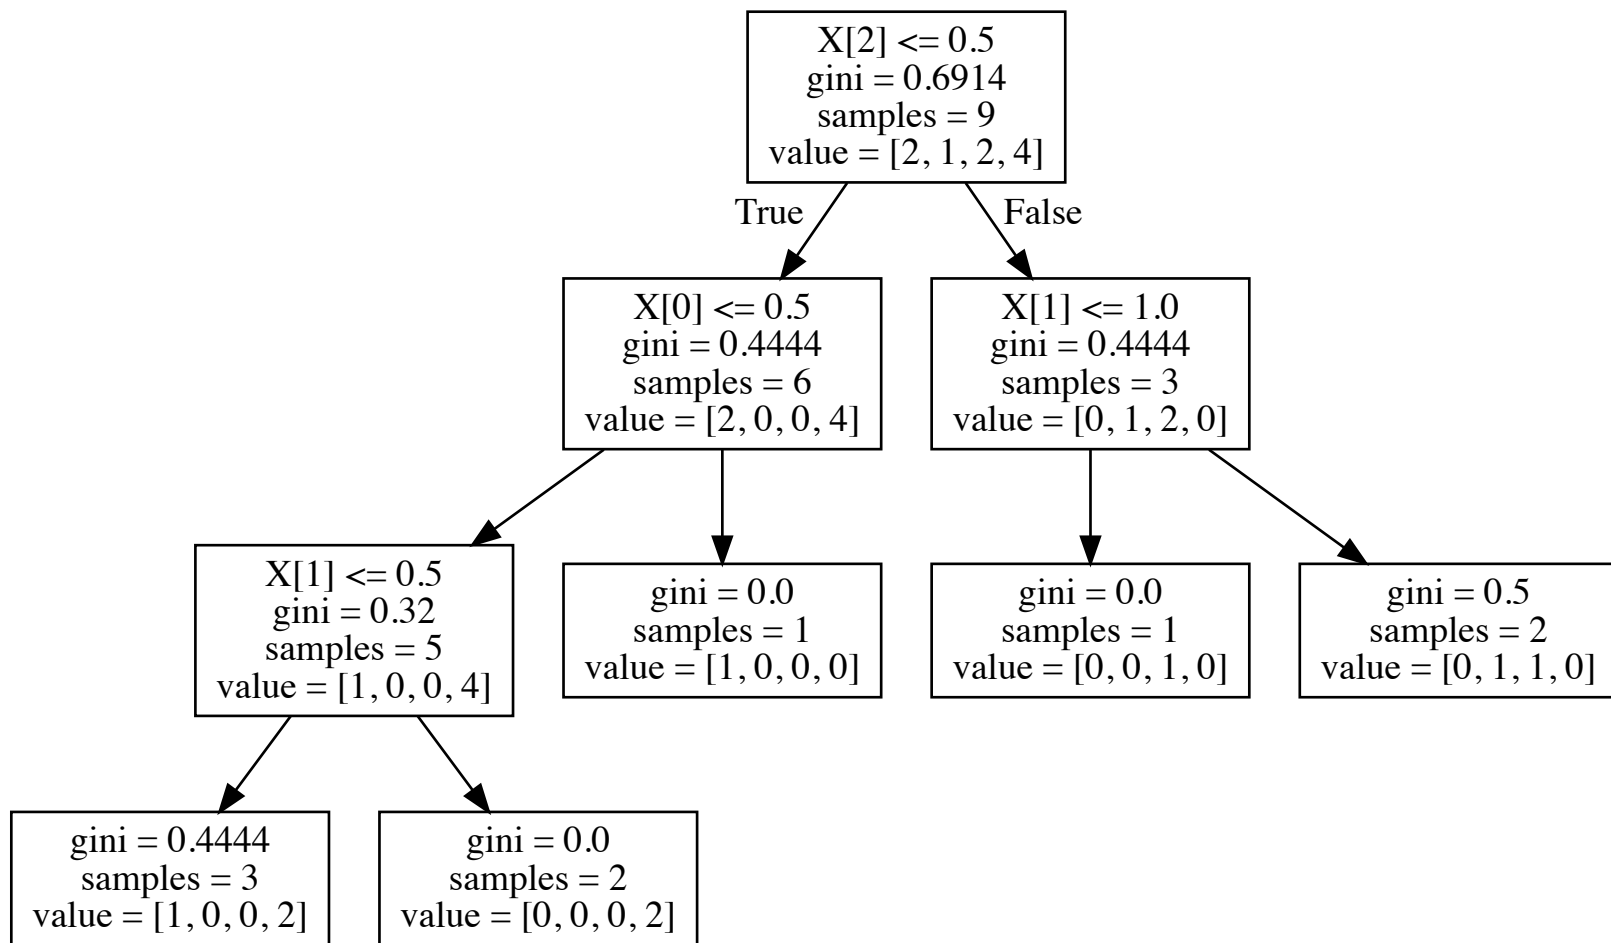 X[2] <= 0.5
gini = 0.6914
samples = 9
value = [2, 1, 2, 4]
True
False
X[0] <= 0.5
gini = 0.4444
samples = 6
value = [2, 0, 0, 4]
X[1] <= 1.0
gini = 0.4444
samples = 3
value = [0, 1, 2, 0]
X[1] <= 0.5
gini = 0.32
samples = 5
value = [1, 0, 0, 4]
gini = 0.0
samples = 1
value = [1, 0, 0, 0]
gini = 0.0
samples = 1
value = [0, 0, 1, 0]
gini = 0.5
samples = 2
value = [0, 1, 1, 0]
gini = 0.4444
samples = 3
value = [1, 0, 0, 2]
gini = 0.0
samples = 2
value = [0, 0, 0, 2]